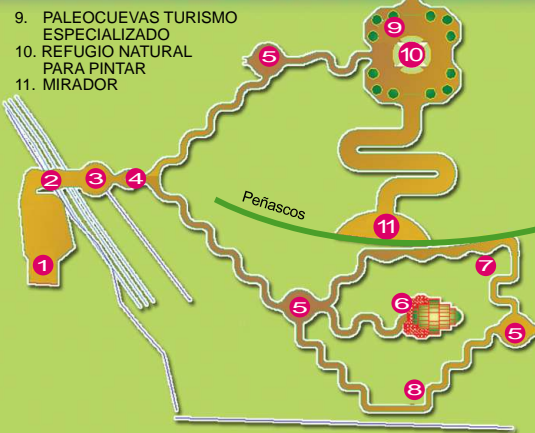 9. PALEOCUEVAS TURISMO
ESPECIALIZADO
10. REFUGIO NATURAL
PARA PINTAR
11. MIRADOR
5
9
10
2
3
4
Peñascos
11
1
7
5
6
5
8